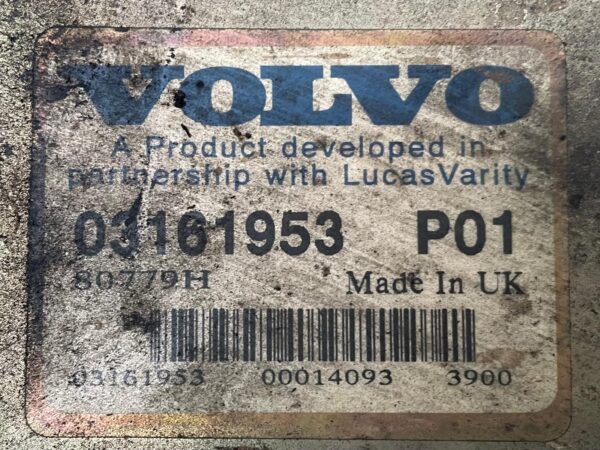 VOLVO
A Product developed in
partnership with LucasVarity
03161953 P01
80779H Made In UK
03161953 00014093 3900